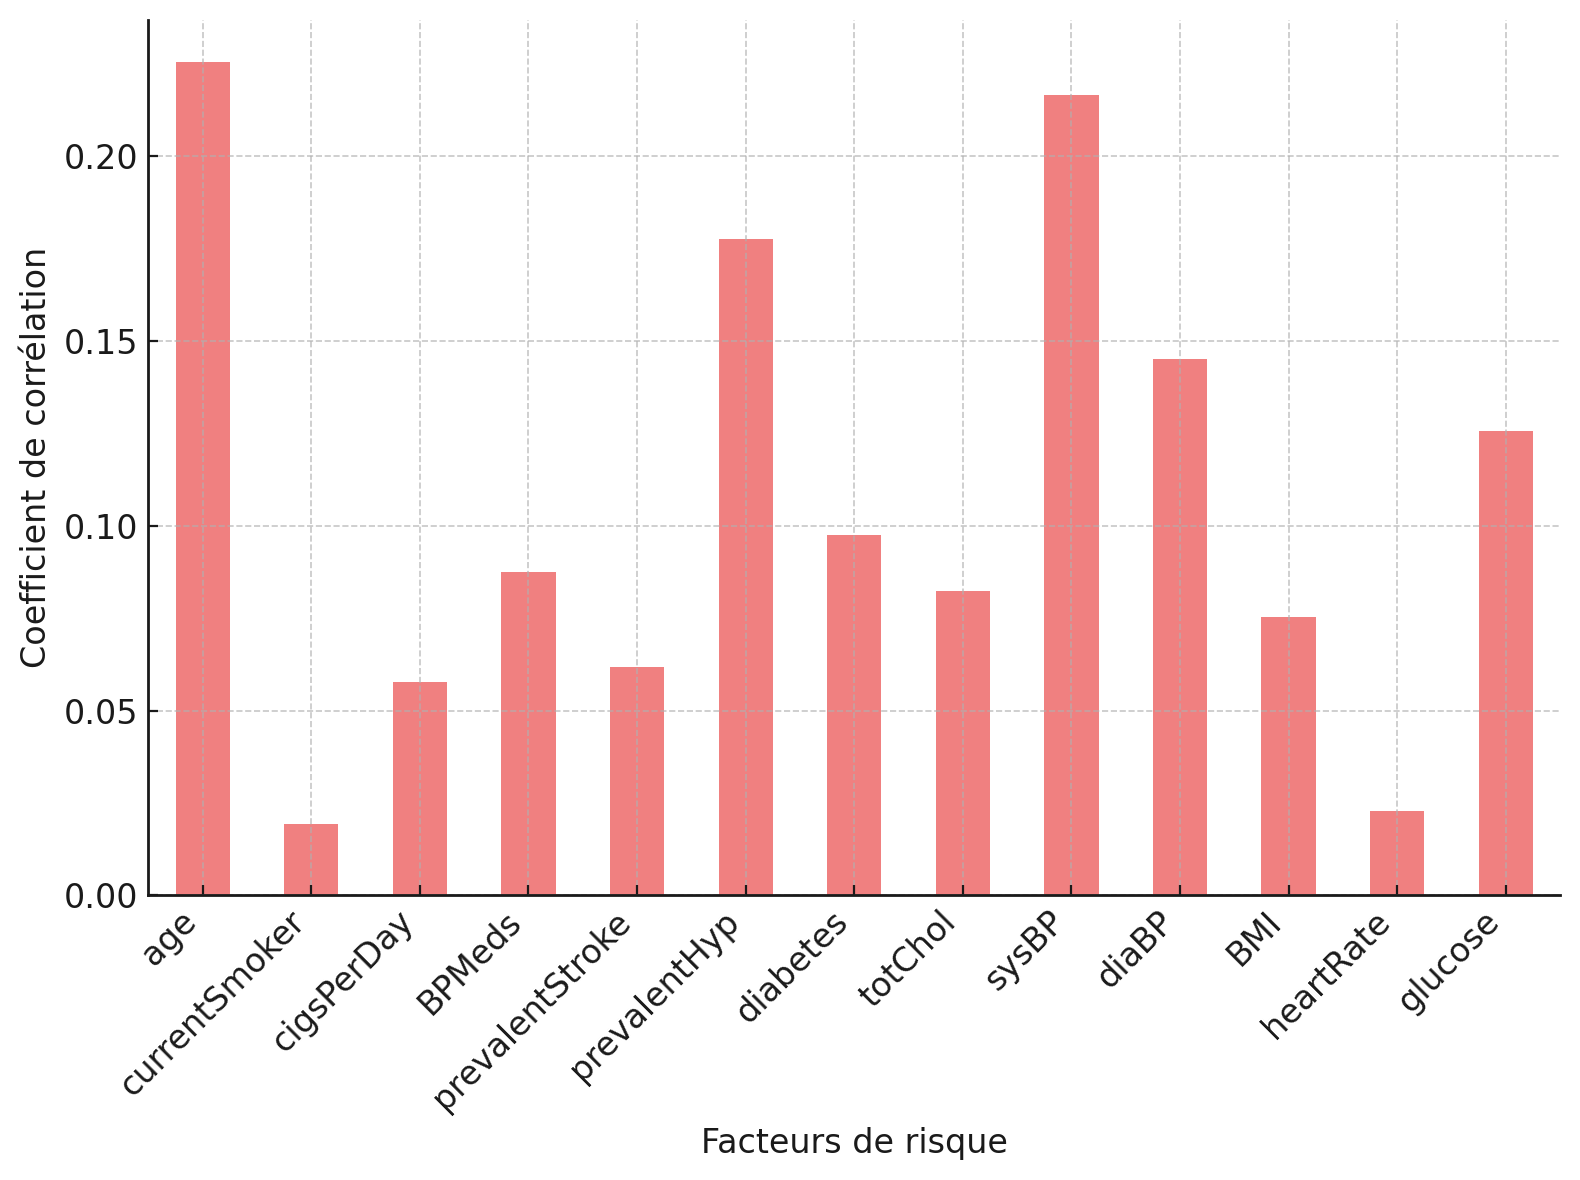 Coefficient de corrélation
0.20
0.15
0.10
0.05
0.00
age
currentSmoker
cigsPerDay
BPMeds
prevalentStroke
prevalentHyp
diabetes
totChol
sysBP
diaBP
BMI
heartRate
glucose
Facteurs de risque